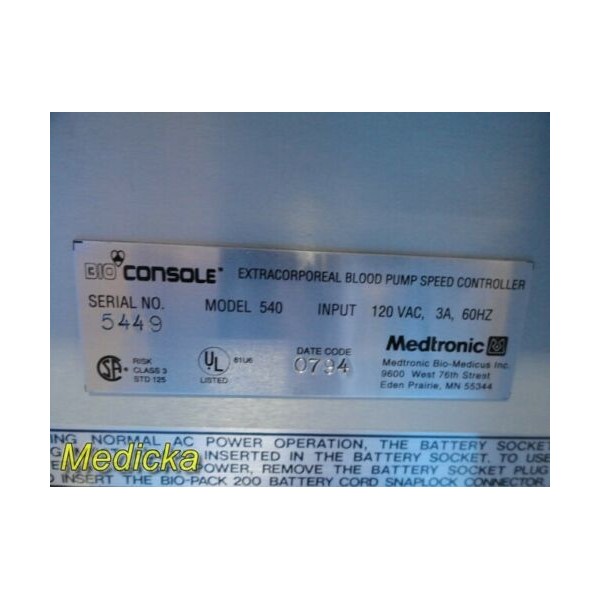 BIO CONSOLE® EXTRACORPOREAL BLOOD PUMP SPEED CONTROLLER
SERIAL NO. MODEL 540 INPUT 120 VAC, 3A, 60HZ
5449
Medtronic
SA RISK CLASS 3 STD 125
UL LISTED 81U6
DATE CODE
0794
Medtronic Bio-Medicus Inc.
9600 West 76th Street
Eden Prairie, MN 55344
ING NORMAL AC POWER OPERATION, THE BATTERY SOCKET
INSERTED IN THE BATTERY SOCKET. TO USE
POWER, REMOVE THE BATTERY SOCKET PLUG
INSERT THE BIO-PACK 200 BATTERY CORD SNAPLOCK CONNECTOR
Medicka